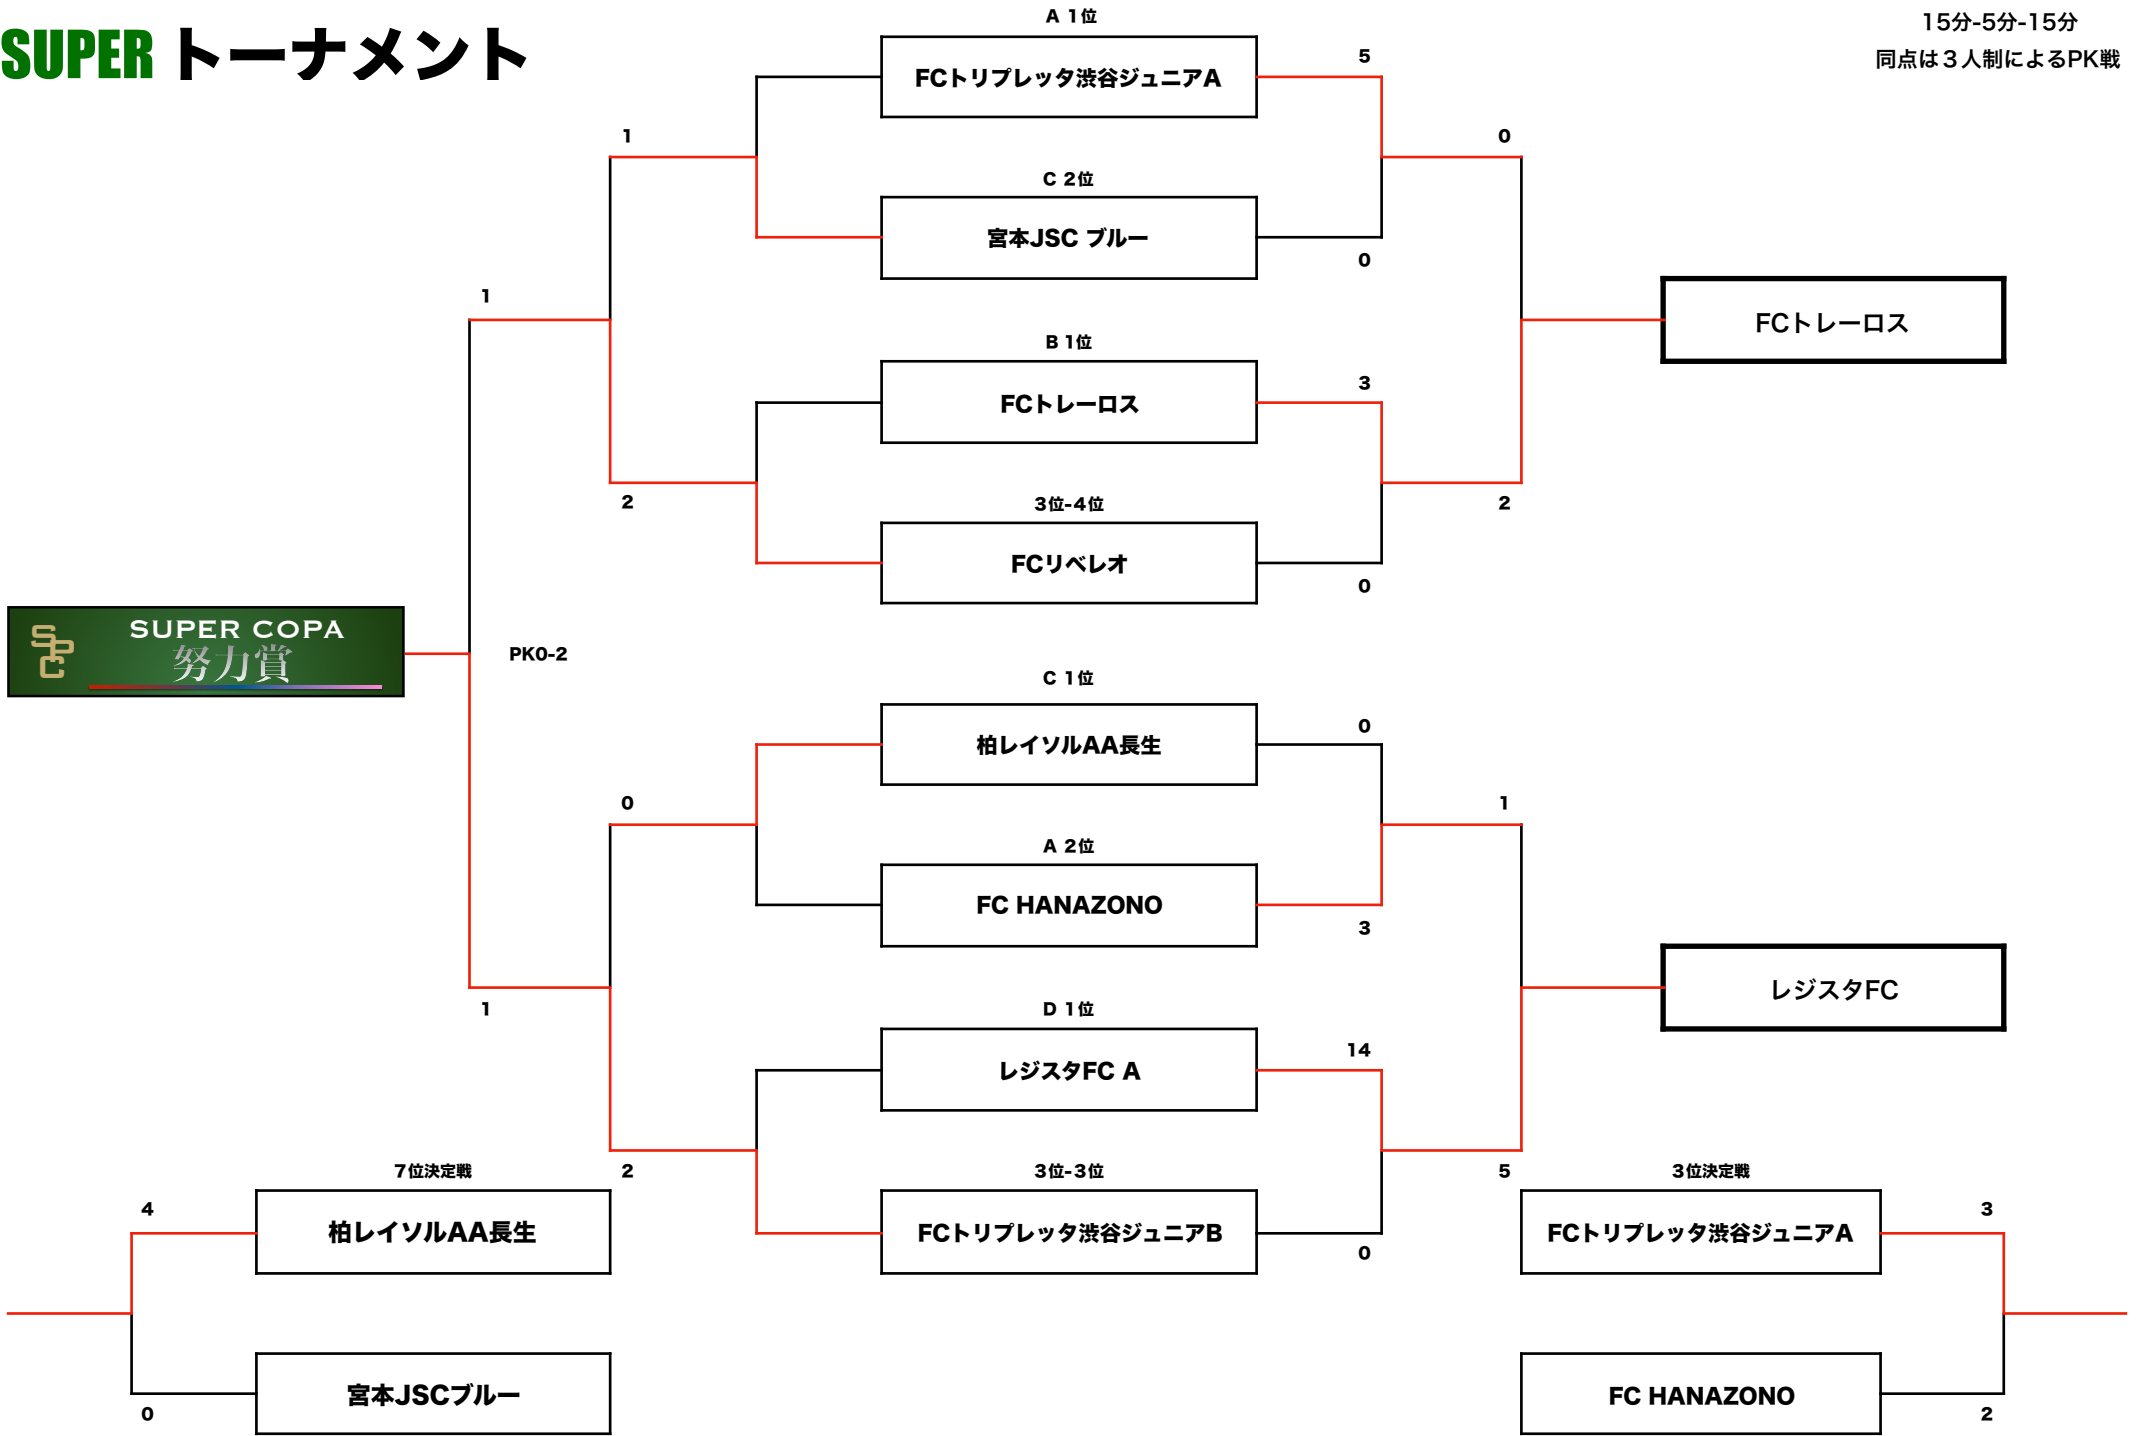 SUPER トーナメント
15分-5分-15分
同点は３人制によるPK戦
A 1位
FCトリプレッタ渋谷ジュニアA
5
1
0
C 2位
宮本JSC ブルー
0
1
FCトレーロス
B 1位
FCトレーロス
3
2
3位-4位
2
FCリベレオ
0
SPC
SUPER COPA
努力賞
PK0-2
C 1位
柏レイソルAA長生
0
0
1
A 2位
FC HANAZONO
3
レジスタFC
1
D 1位
レジスタFC A
14
2
3位-3位
5
FCトリプレッタ渋谷ジュニアB
0
7位決定戦
4
柏レイソルAA長生
宮本JSCブルー
0
3位決定戦
FCトリプレッタ渋谷ジュニアA
3
FC HANAZONO
2